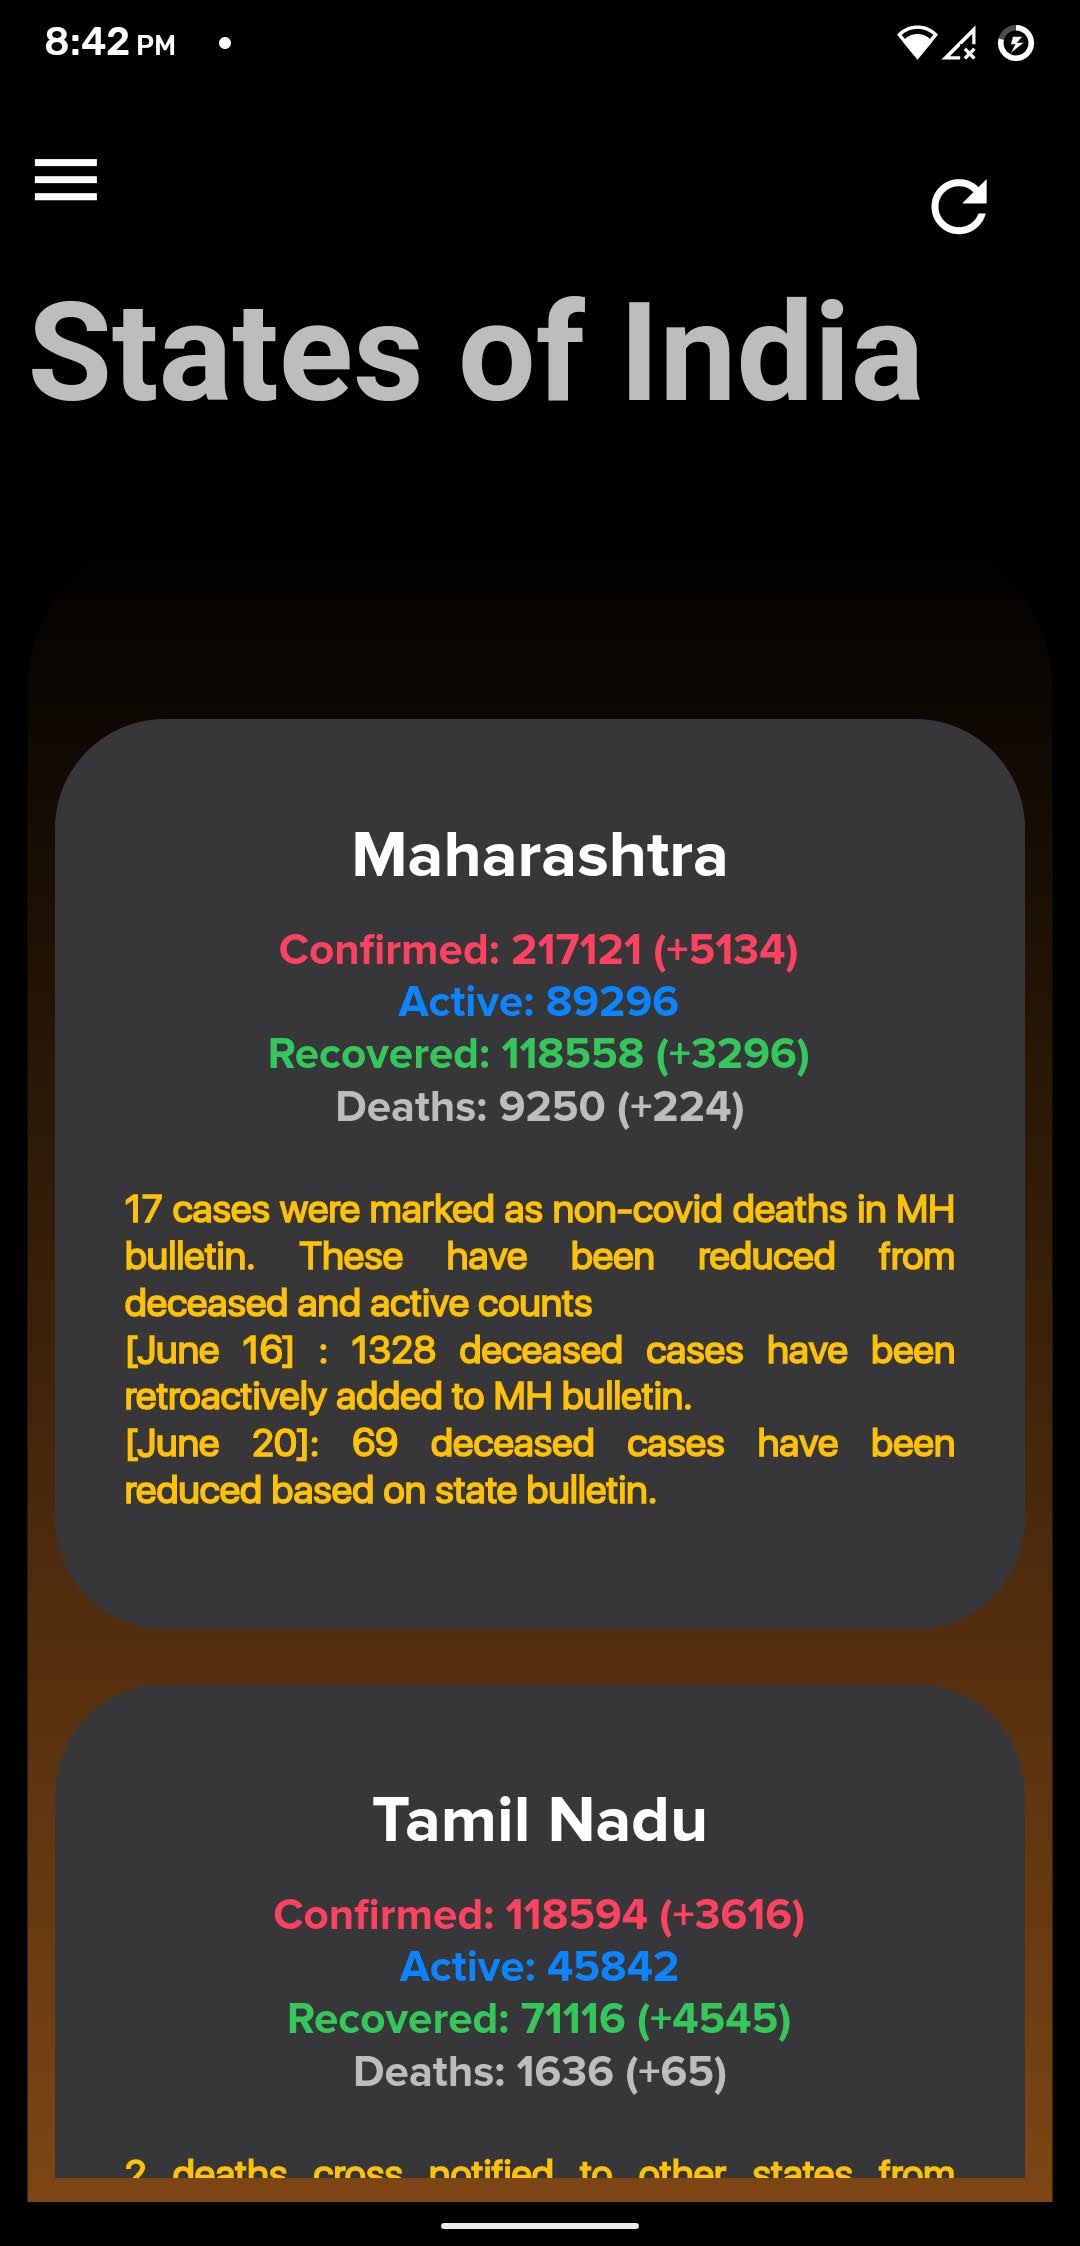 8:42 PM
States of India
Maharashtra
Confirmed: 217121 (+5134)
Active: 89296
Recovered: 118558 (+3296)
Deaths: 9250 (+224)
17 cases were marked as non-covid deaths in MH
bulletin. These have been reduced from
deceased and active counts
[June 16] : 1328 deceased cases have been
retroactively added to MH bulletin.
[June 20]: 69 deceased cases have been
reduced based on state bulletin.
Tamil Nadu
Confirmed: 118594 (+3616)
Active: 45842
Recovered: 71116 (+4545)
Deaths: 1636 (+65)
2 deaths cross notified to other states from